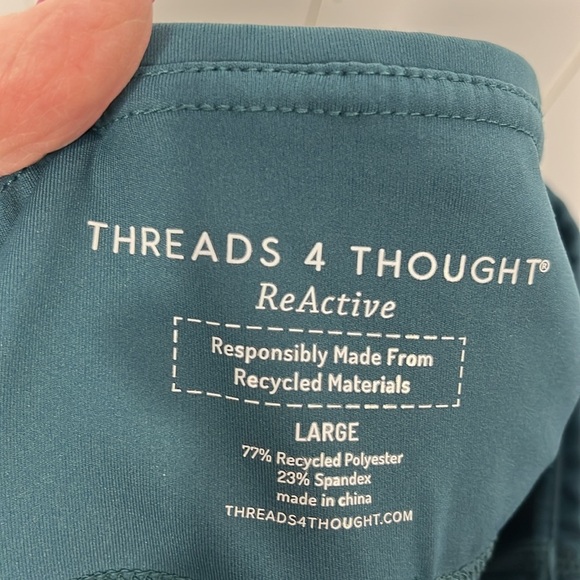 THREADS 4 THOUGHT®
ReActive
Responsibly Made From
Recycled Materials
LARGE
77% Recycled Polyester
23% Spandex
made in china
THREADS4THOUGHT.COM